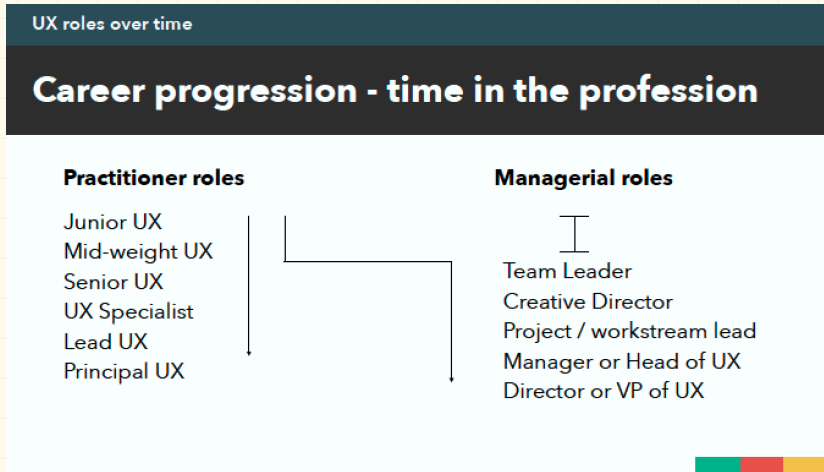 UX roles over time
Career progression - time in the profession
Practitioner roles
Junior UX
Mid-weight UX
Senior UX
UX Specialist
Lead UX
Principal UX
Managerial roles
Team Leader
Creative Director
Project / workstream lead
Manager or Head of UX
Director or VP of UX